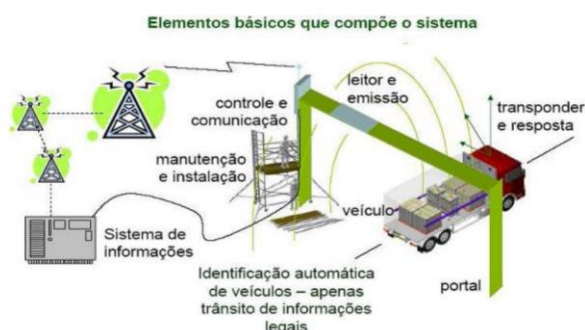 Elementos básicos que compõe o sistema
leitor e
emissão
controle e
comunicação
transponder
e resposta
manutenção
e instalação
veículo
Sistema de
informações
Identificação automática
de veículos – apenas
trânsito de informações
legais
portal